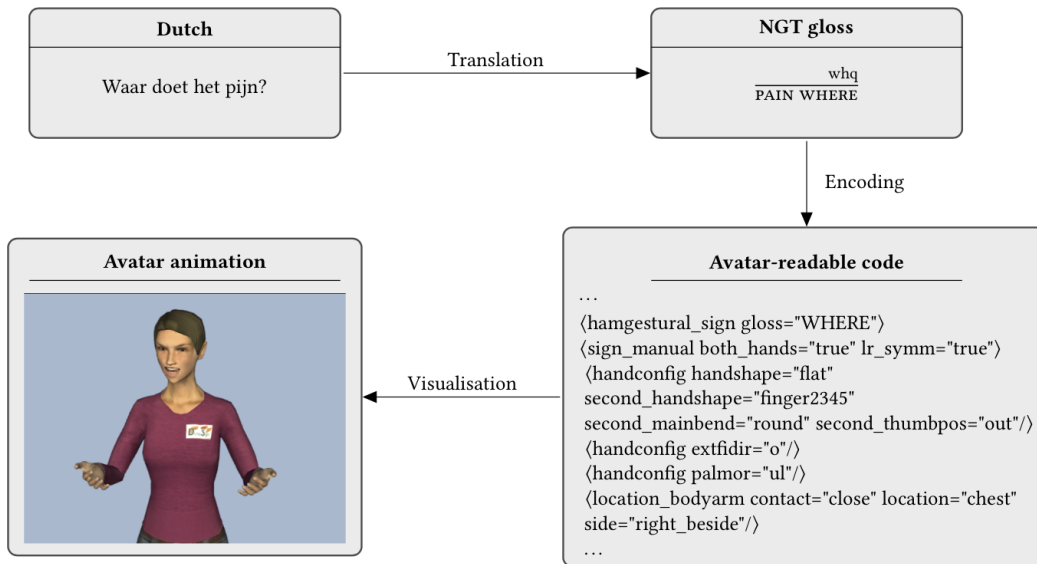 Dutch
Waar doet het pijn?
Translation
NGT gloss
whq
PAIN WHERE
Encoding
Avatar-readable code
...
⟨hamgestural_sign gloss="WHERE"⟩
⟨sign_manual both_hands="true" lr_symm="true"⟩
⟨handconfig handshape="flat"
second_handshape="finger2345"
second_mainbend="round" second_thumbpos="out"/⟩
⟨handconfig extfidir="o"/⟩
⟨handconfig palmor="ul"/⟩
⟨location_bodyarm contact="close" location="chest"
side="right_beside"/⟩
...
Visualisation
Avatar animation